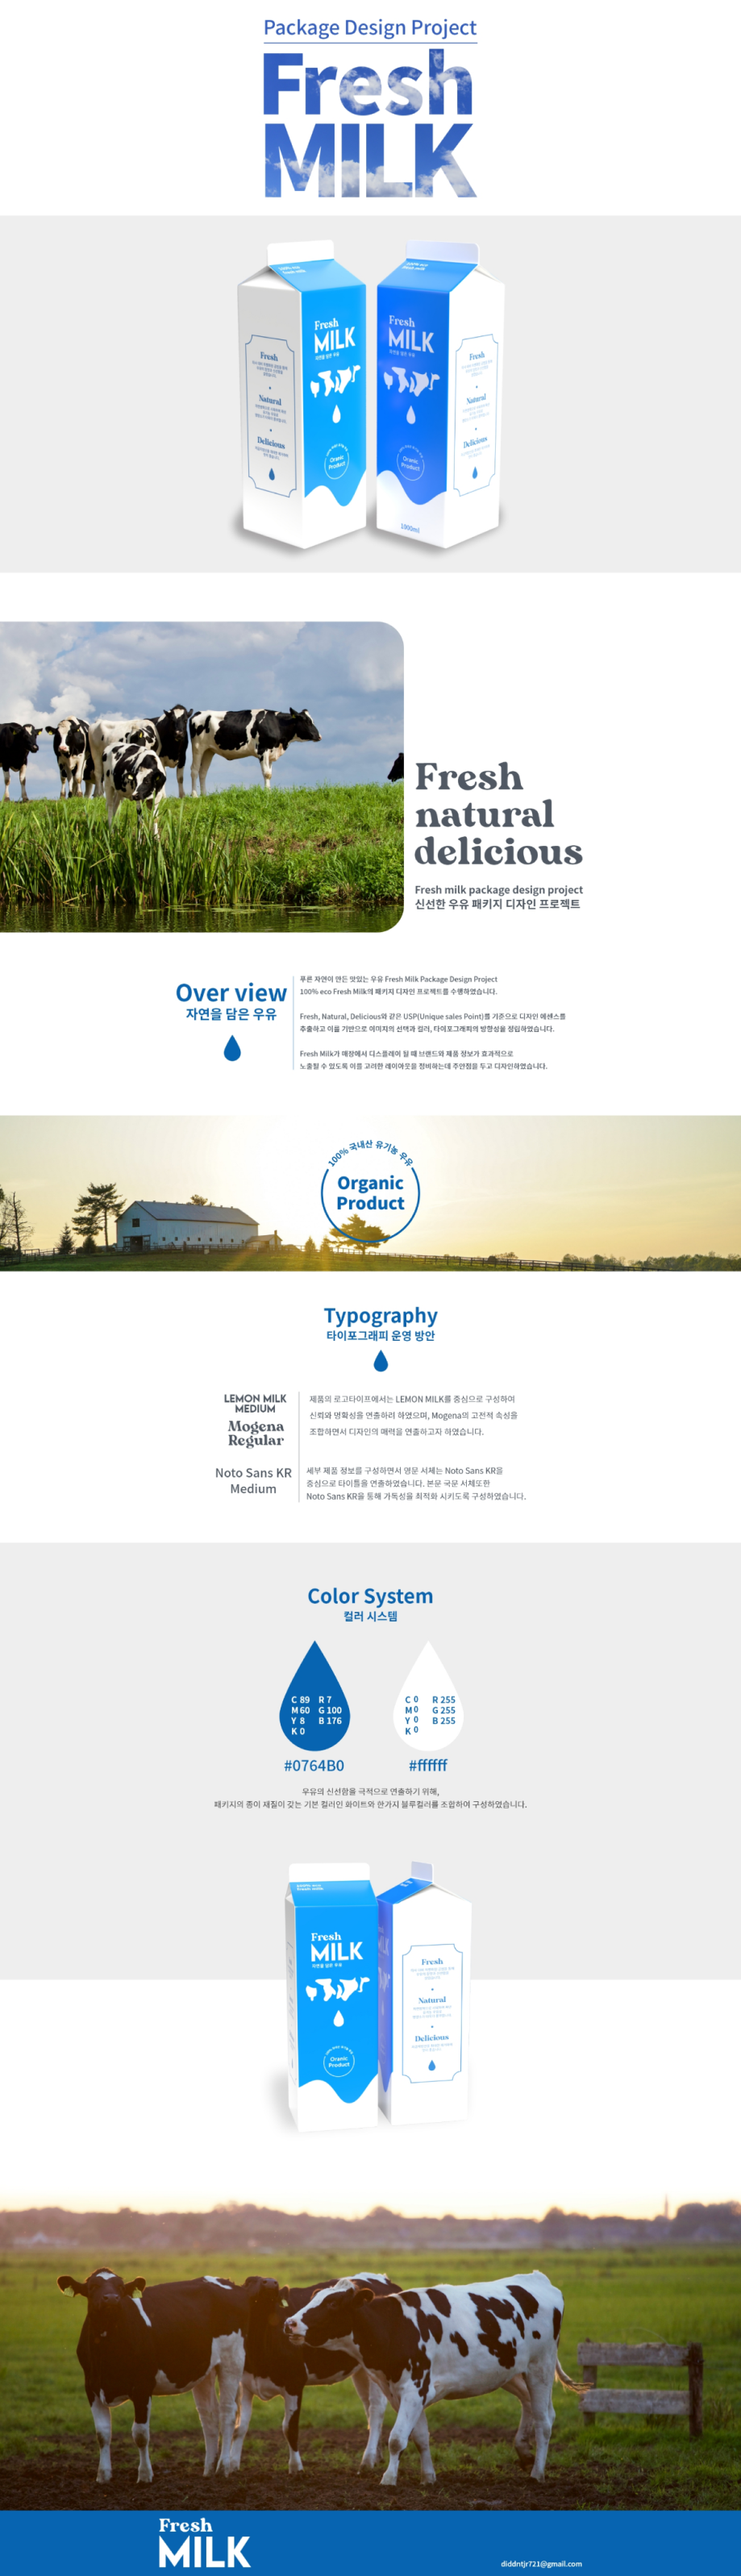 Package Design Project
Fresh
MILK
Fresh
MILK
자연을 담은 우유
Organic
Product
Fresh
Natural
Delicious
Fresh
MILK
Product
1000ml
Fresh
Natural
Delicious
Fresh
natural
delicious
Fresh milk package design project
신선한 우유 패키지 디자인 프로젝트
Over view
자연을 담은 우유
푸른 자연이 만든 맛있는 우유 Fresh Milk Package Design Project
100% eco Fresh Milk의 패키지 디자인 프로젝트를 수행하였습니다.
Fresh, Natural, Delicious와 같은 USP(Unique sales Point)를 기준으로 디자인 에센스를
추출하고 이를 기반으로 이미지의 선택과 컬러, 타이포그래피의 방향성을 정립하였습니다.
Fresh Milk가 매장에서 디스플레이 될 때 브랜드와 제품 정보가 효과적으로
노출될 수 있도록 이를 고려한 레이아웃을 정비하는데 주안점을 두고 디자인하였습니다.
100% 국내산 유기농 우유
Organic
Product
Typography
타이포그래피 운영 방안
LEMON MILK
MEDIUM
Mogena
Regular
제품의 로고타이프에서는 LEMON MILK를 중심으로 구성하여
신뢰와 명확성을 연출하려 하였으며, Mogena의 고전적 속성을
조합하면서 디자인의 매력을 연출하고자 하였습니다.
Noto Sans KR
Medium
세부 제품 정보를 구성하면서 영문 서체는 Noto Sans KR을
중심으로 타이틀을 연출하였습니다. 본문 국문 서체또한
Noto Sans KR을 통해 가독성을 최적화 시키도록 구성하였습니다.
Color System
컬러 시스템
C 89 R 7
M 60 G 100
Y 8 B 176
K 0
#0764B0
C 0 R 255
M 0 G 255
Y 0 B 255
K 0
#ffffff
우유의 신선함을 극적으로 연출하기 위해,
패키지의 종이 재질이 갖는 기본 컬러인 화이트와 한가지 블루컬러를 조합하여 구성하였습니다.
Fresh
MILK
자연을 담은 우유
Product
Fresh
Natural
Delicious
Fresh
MILK
diddntjr721@gmail.com